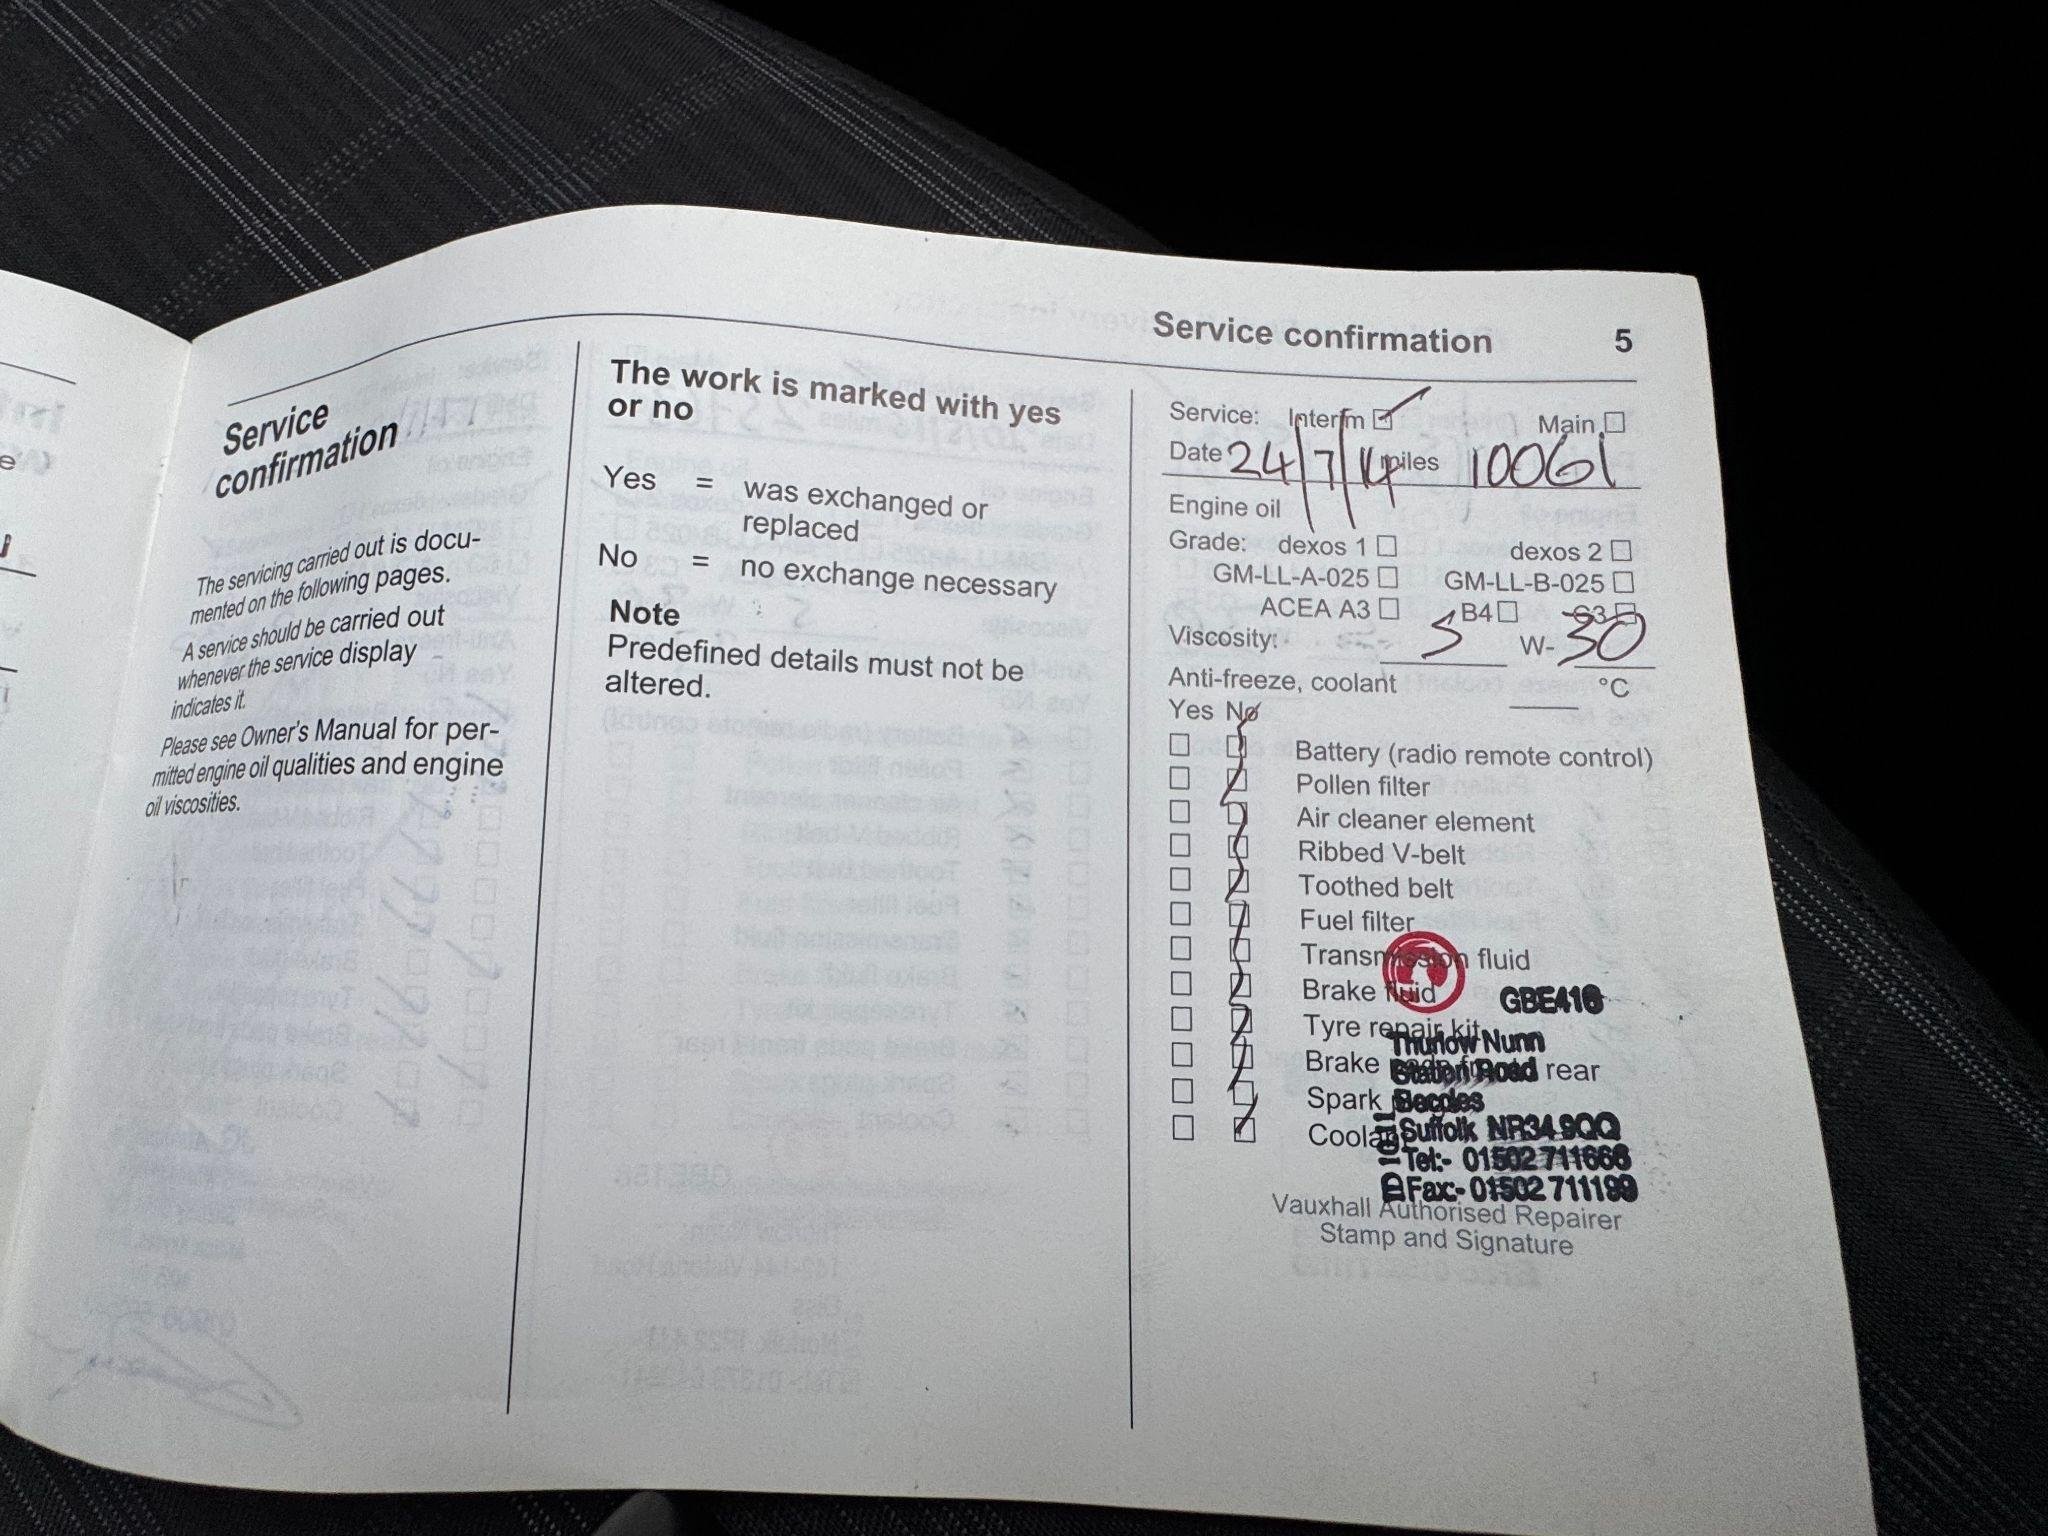 Service confirmation 5
Service
confirmation
The servicing carried out is docu-
mented on the following pages.
A service should be carried out
whenever the service display
indicates it.
Please see Owner's Manual for per-
mitted engine oil qualities and engine
oil viscosities.
The work is marked with yes
or no
Yes = was exchanged or
replaced
No = no exchange necessary
Note
Predefined details must not be
altered.
Service: Interim Main
Date 24/7/14 miles 10061
Engine oil
Grade: dexos 1 dexos 2
GM-LL-A-025 GM-LL-B-025
ACEA A3 B4 C3
Viscosity: 5 W-30
Anti-freeze, coolant °C
Yes No
Battery (radio remote control)
Pollen filter
Air cleaner element
Ribbed V-belt
Toothed belt
Fuel filter
Transmission fluid
Brake fluid
GBE416
Tyre repair kit
Thurlow Nunn
Brake rear
Station Road
Spark
Beccles
Coolant
Suffolk NR34 9QQ
Tel:- 01502 711666
Fax:- 01502 711199
Vauxhall Authorised Repairer
Stamp and Signature